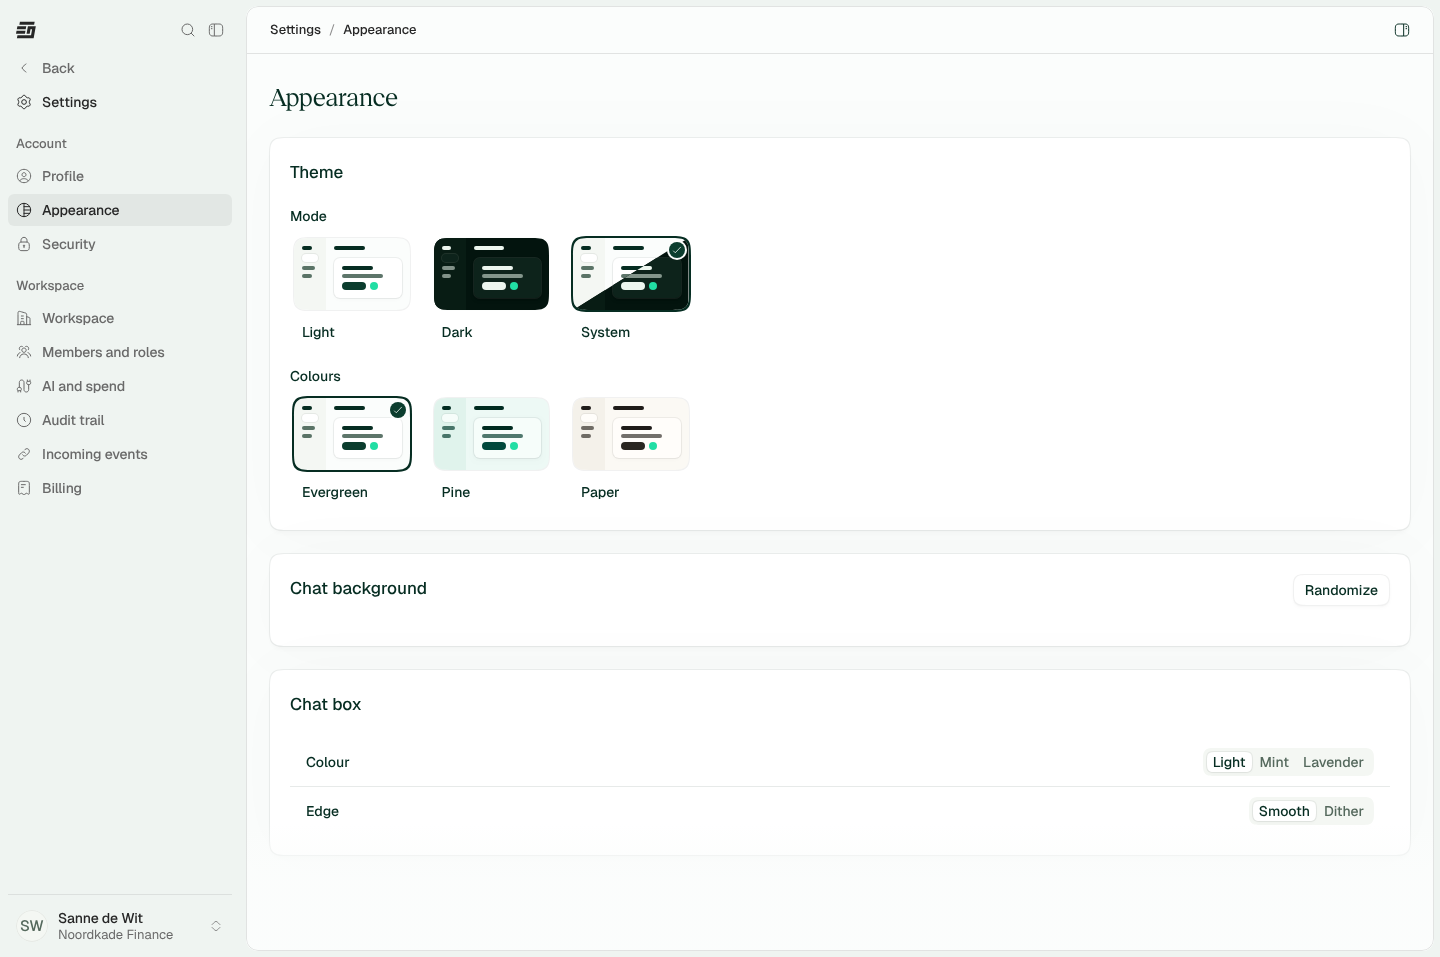 Back
Settings
Account
Profile
Appearance
Security
Workspace
Workspace
Members and roles
AI and spend
Audit trail
Incoming events
Billing
SW
Sanne de Wit
Noordkade Finance
Settings / Appearance
Appearance
Theme
Mode
Light
Dark
System
Colours
Evergreen
Pine
Paper
Chat background
Randomize
Chat box
Colour
Light Mint Lavender
Edge
Smooth Dither